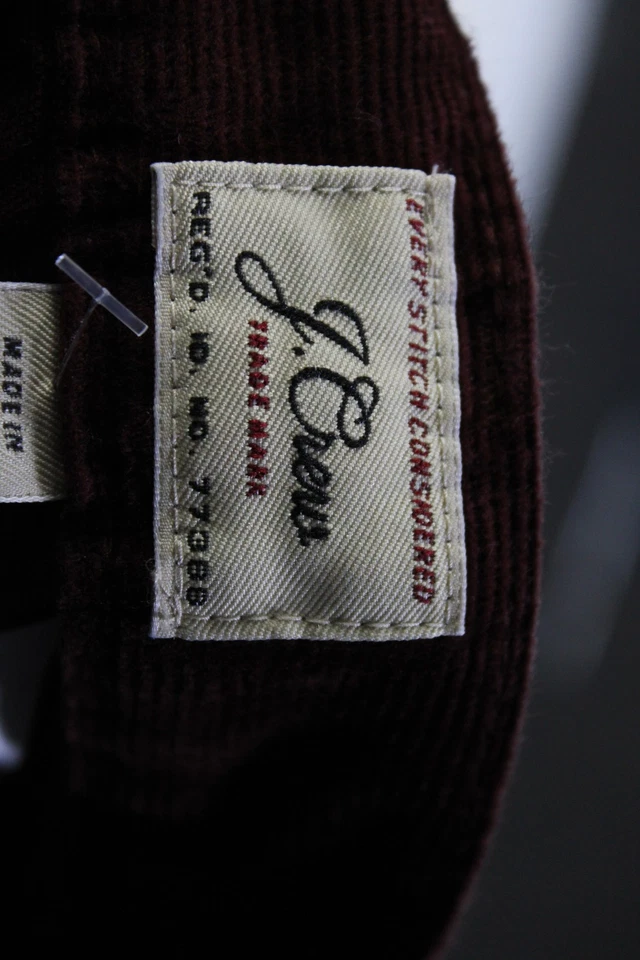 EVERY STITCH CONSIDERED
J. Crew
TRADE MARK
REG'D. ID. NO. 77388
MADE IN